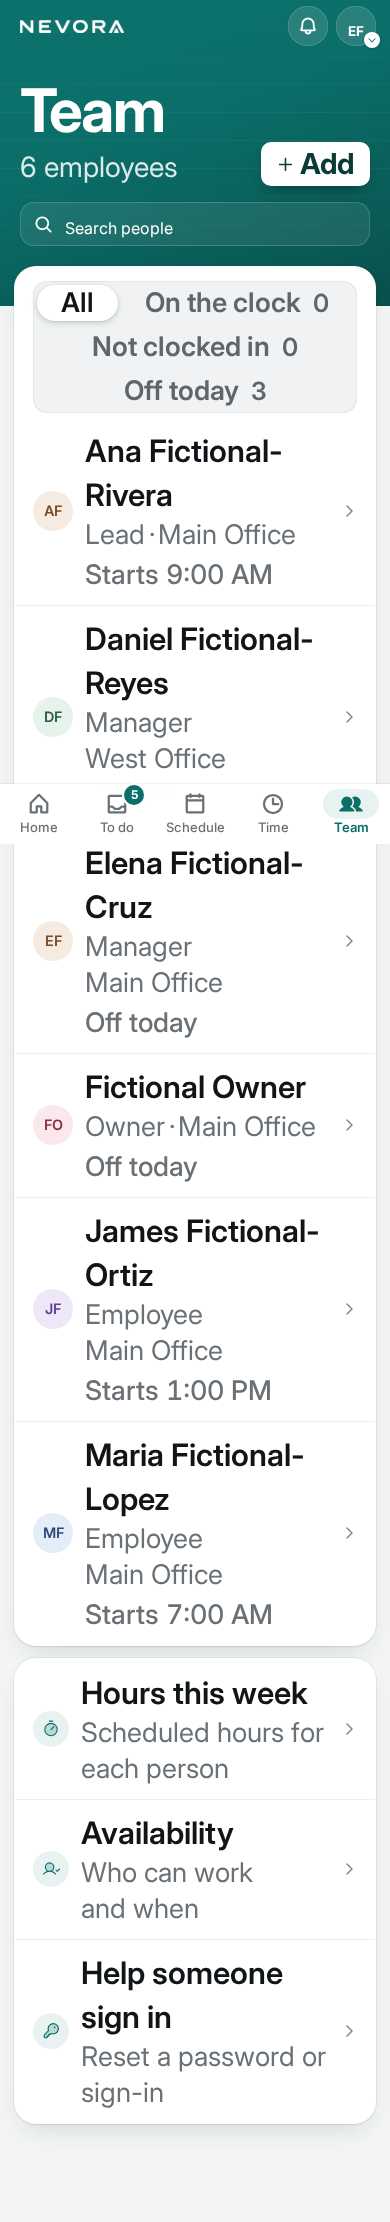 NEVORA
EF
Team
6 employees
+ Add
Search people
All
On the clock 0
Not clocked in 0
Off today 3
Ana Fictional-
Rivera
AF
Lead · Main Office
Starts 9:00 AM
Daniel Fictional-
Reyes
DF
Manager
West Office
Home
To do
5
Schedule
Time
Team
Elena Fictional-
Cruz
EF
Manager
Main Office
Off today
Fictional Owner
FO
Owner · Main Office
Off today
James Fictional-
Ortiz
JF
Employee
Main Office
Starts 1:00 PM
Maria Fictional-
Lopez
MF
Employee
Main Office
Starts 7:00 AM
Hours this week
Scheduled hours for
each person
Availability
Who can work
and when
Help someone
sign in
Reset a password or
sign-in